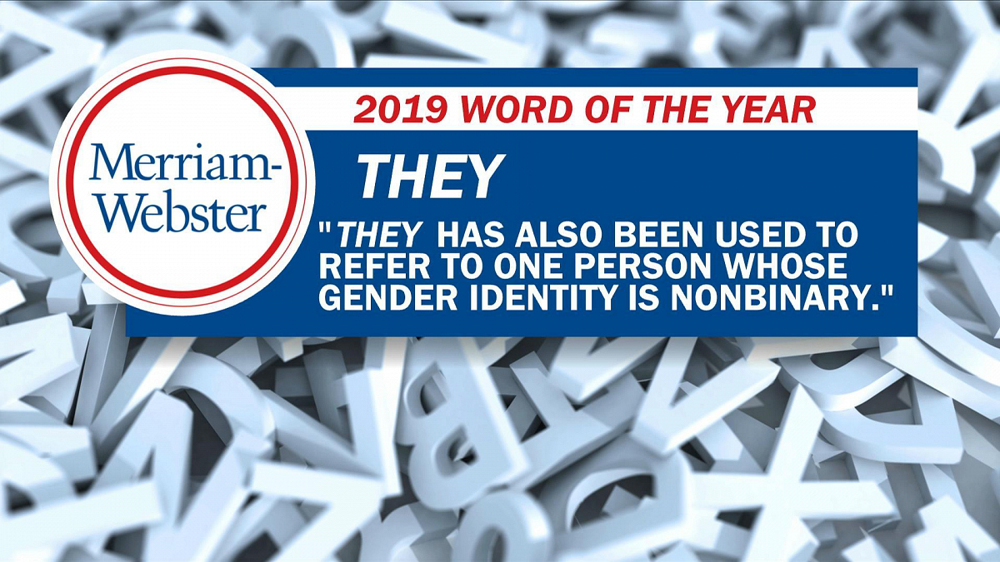 Merriam-
Webster
2019 WORD OF THE YEAR
THEY
"THEY HAS ALSO BEEN USED TO
REFER TO ONE PERSON WHOSE
GENDER IDENTITY IS NONBINARY."